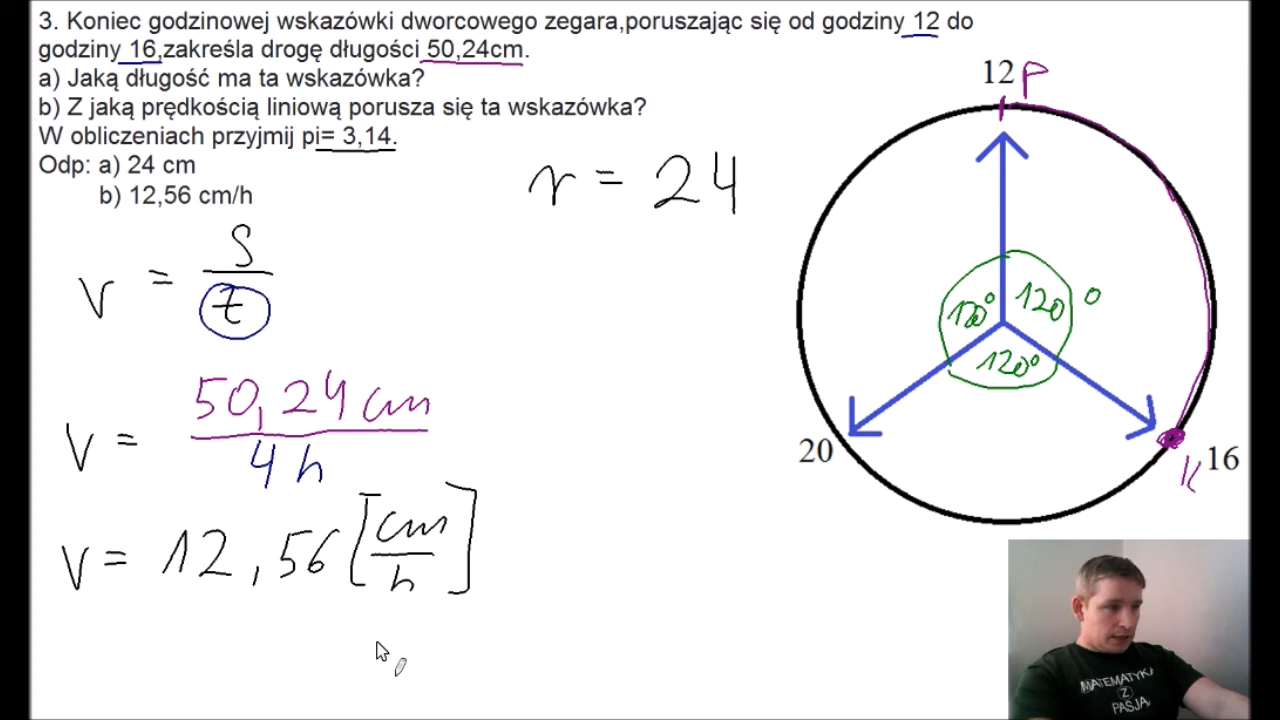 3. Koniec godzinowej wskazówki dworcowego zegara,poruszając się od godziny 12 do
godziny 16,zakreśla drogę długości 50,24cm.
a) Jaką długość ma ta wskazówka?
b) Z jaką prędkością liniową porusza się ta wskazówka?
W obliczeniach przyjmij pi= 3,14.
Odp: a) 24 cm
b) 12,56 cm/h
r = 24
v = s/t
v = 50,24 cm/4 h
v = 12,56 [cm/h]
12 P
120° 120°
120°
20
K 16
MATEMATYKA
Z
PASJĄ